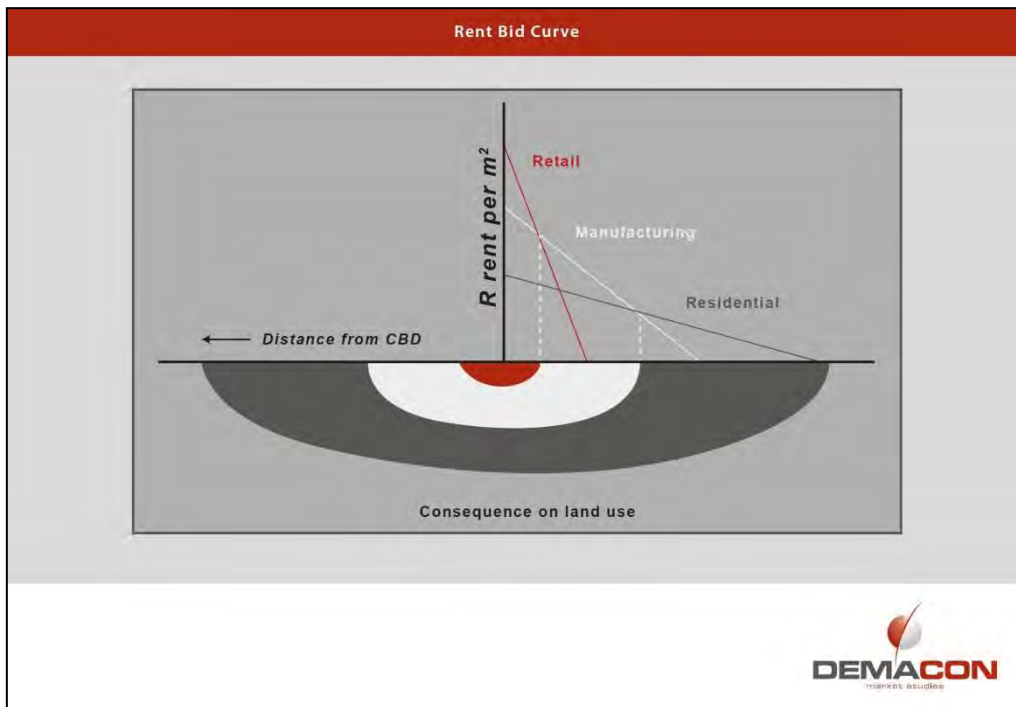 Rent Bid Curve
R rent per m²
Retail
Manufacturing
Residential
Distance from CBD
Consequence on land use
DEMACON
market studies